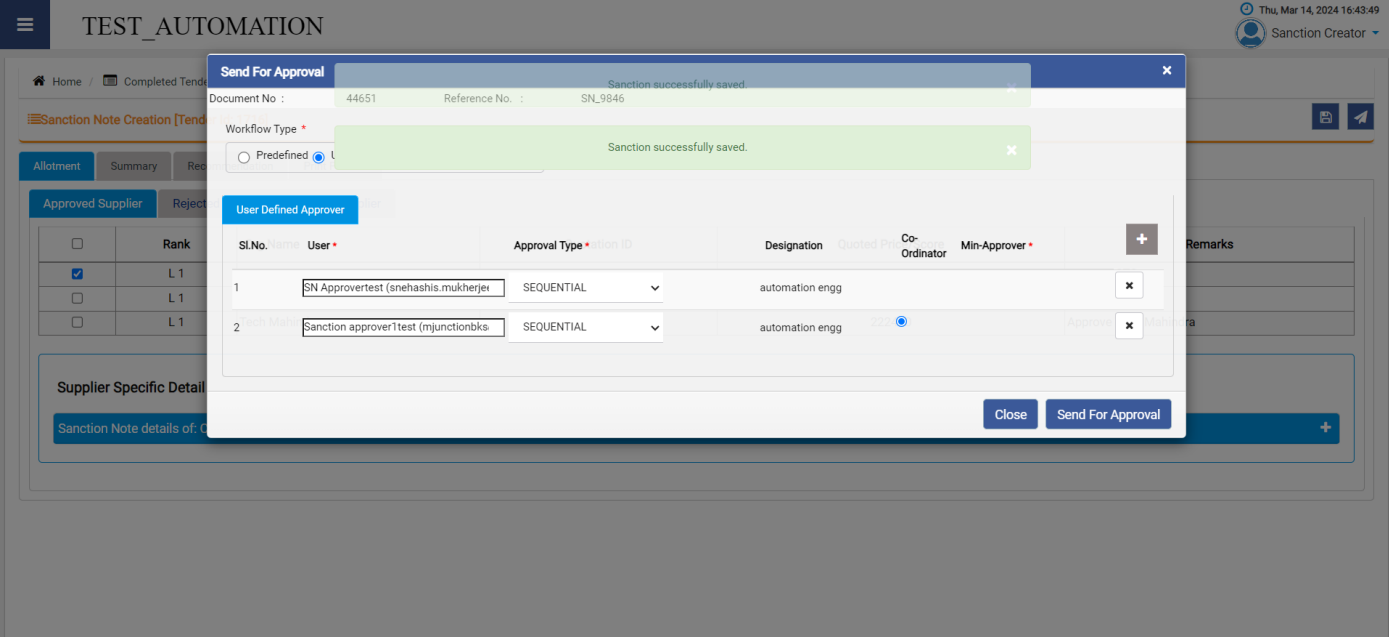 TEST_AUTOMATION
Thu, Mar 14, 2024 16:43:49
Sanction Creator
Home / Completed Tende
Send For Approval
Sanction successfully saved.
Document No : 44651 Reference No. : SN_9846
Sanction Note Creation [Tende
Workflow Type *
Sanction successfully saved.
Predefined U
Allotment Summary Rec
Approved Supplier Reject
User Defined Approver
Rank Remarks
Sl.No. User * Approval Type * Designation Co-Ordinator Min-Approver *
L 1
1 SN Approvertest (snehashis.mukherjee SEQUENTIAL automation engg
L 1
L 1
2 Sanction approver1test (mjunctionbks SEQUENTIAL automation engg
Supplier Specific Detail
Close Send For Approval
Sanction Note details of: C